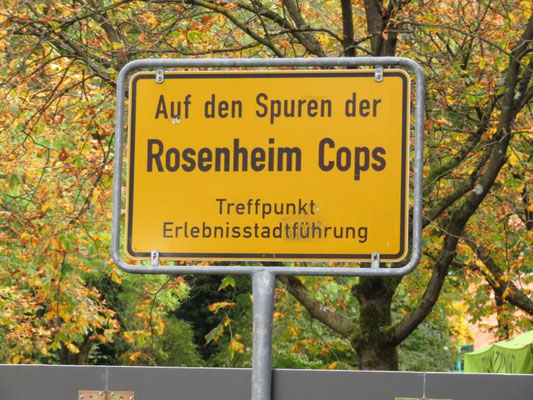 Auf den Spuren der
Rosenheim Cops
Treffpunkt
Erlebnisstadtführung